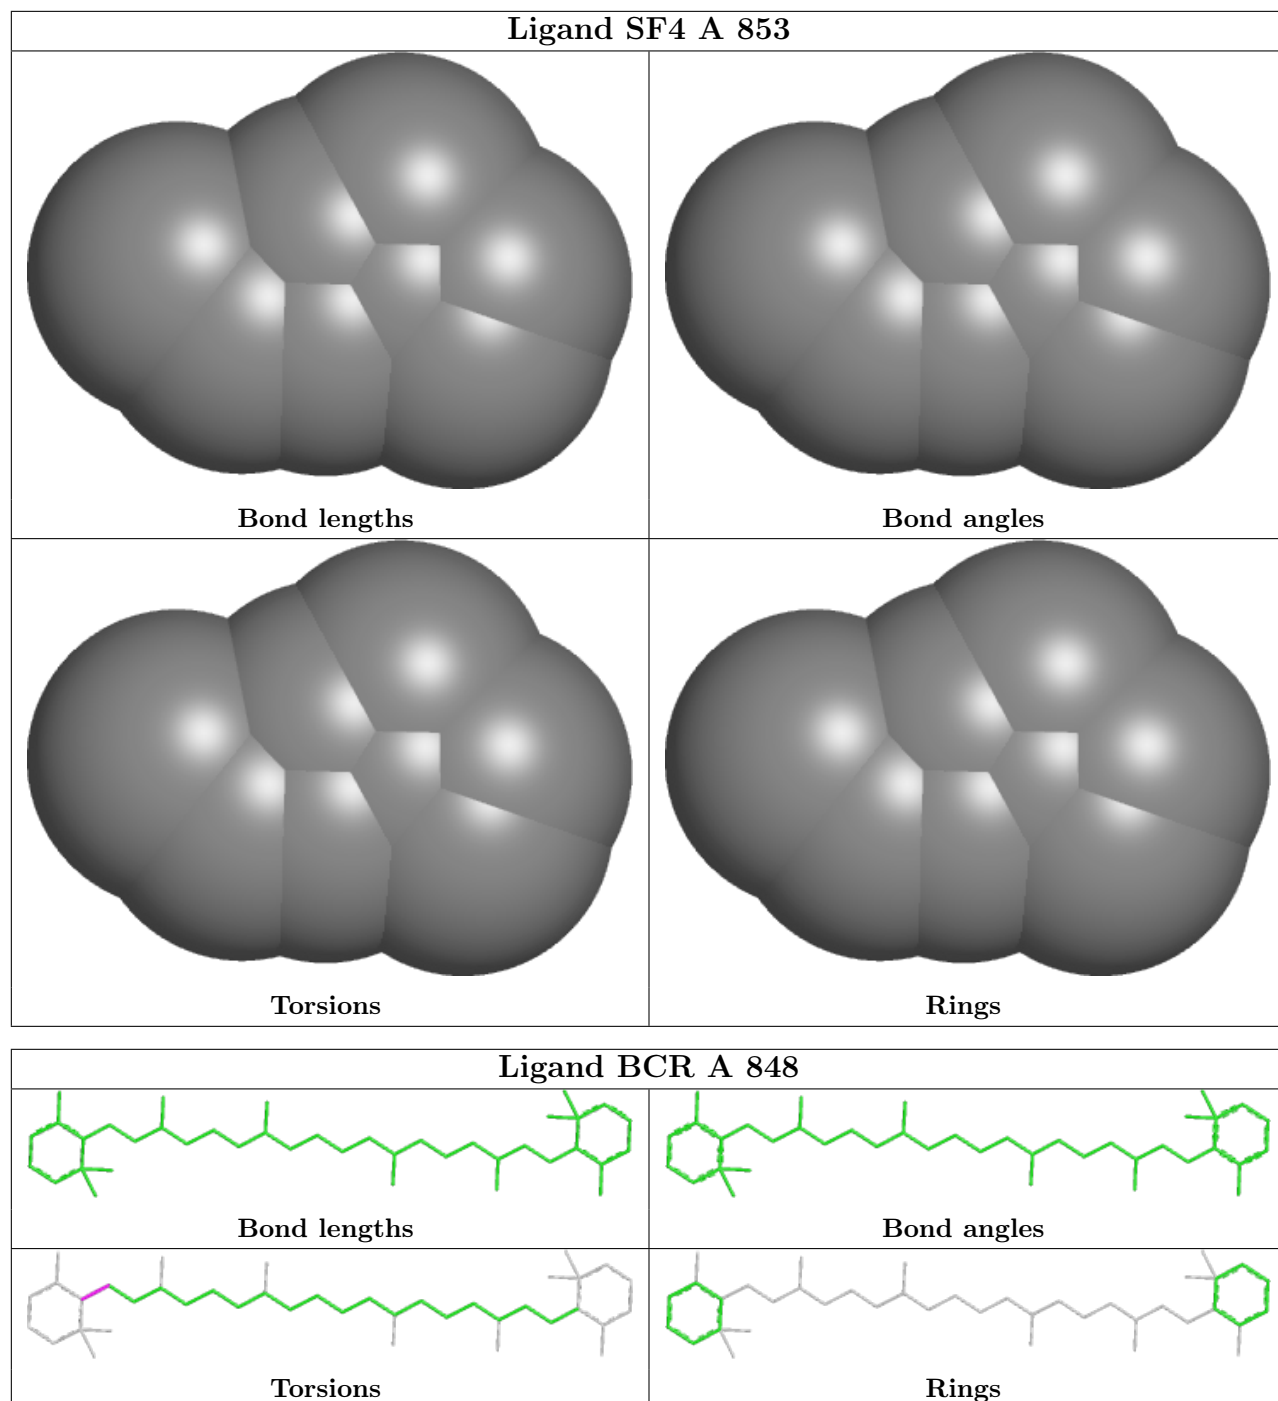 Ligand SF4 A 853
Bond lengths
Bond angles
Torsions
Rings
Ligand BCR A 848
Bond lengths
Bond angles
Torsions
Rings